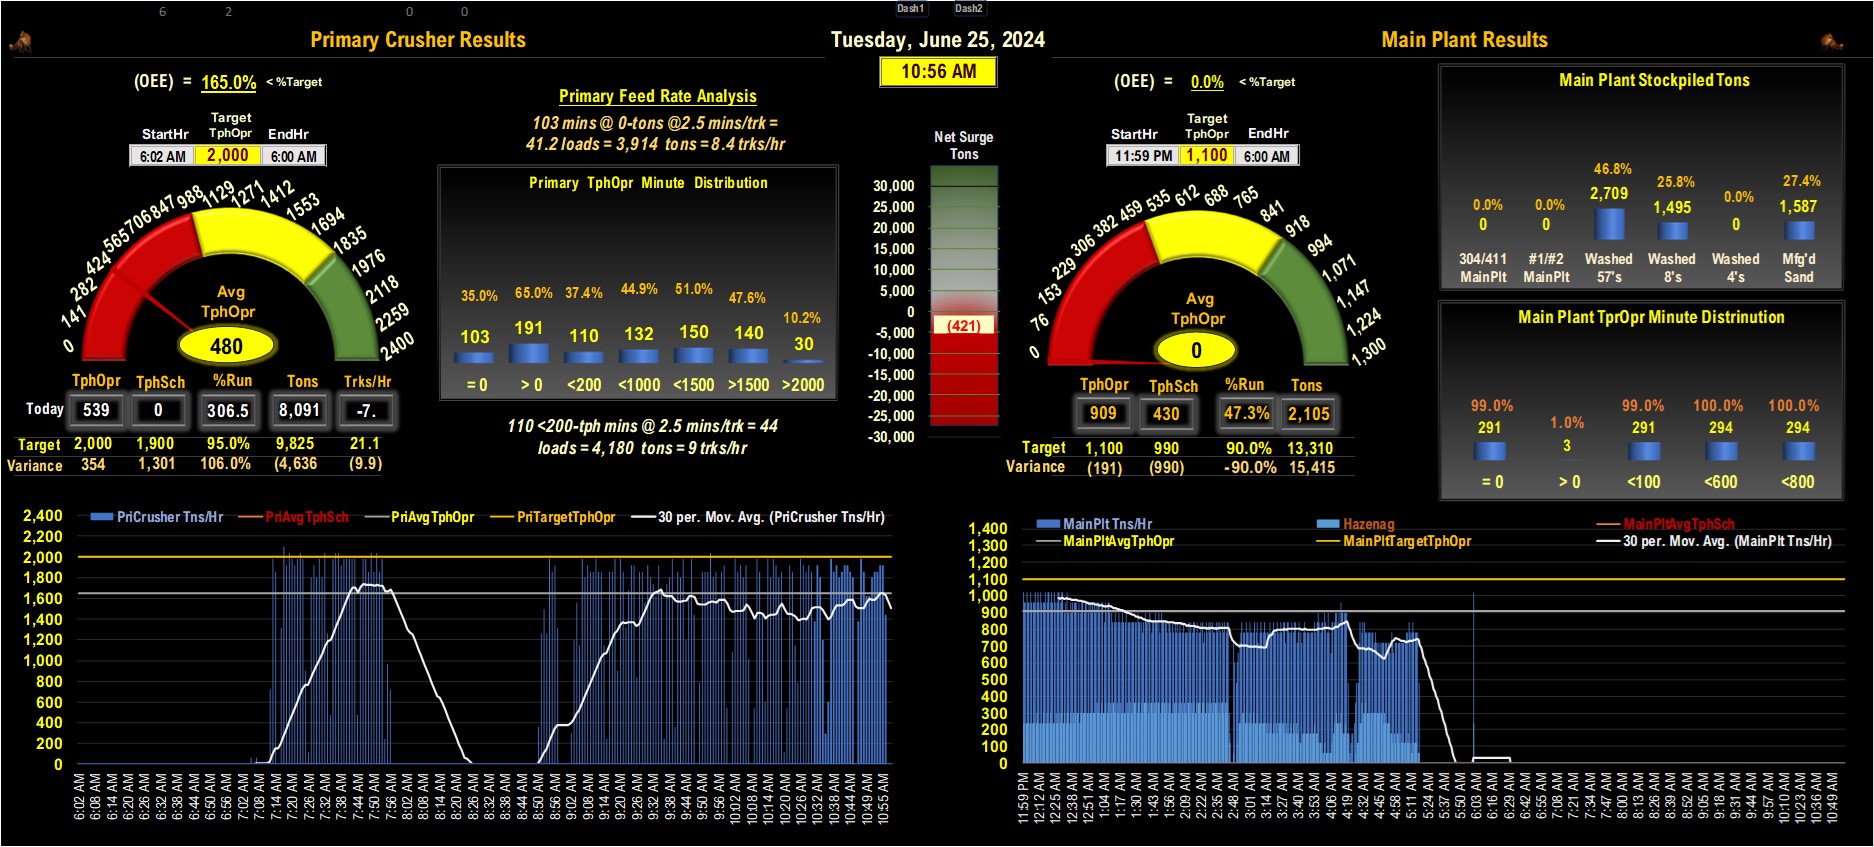 6 2 0 0 Dash1 Dash2
Primary Crusher Results
Tuesday, June 25, 2024
Main Plant Results
10:56 AM
(OEE) = 165.0% < %Target
Target
StartHr TphOpr EndHr
6:02 AM 2,000 6:00 AM
0 141 282 424 565 706 847 988 1129 1271 1412 1553 1694 1835 1976 2118 2259 2400
Avg
TphOpr
480
TphOpr TphSch %Run Tons Trks/Hr
Today 539 0 306.5 8,091 -7.
Target 2,000 1,900 95.0% 9,825 21.1
Variance 354 1,301 106.0% (4,636 (9.9)
Primary Feed Rate Analysis
103 mins @ 0-tons @2.5 mins/trk =
41.2 loads = 3,914 tons = 8.4 trks/hr
Primary TphOpr Minute Distribution
35.0% 65.0% 37.4% 44.9% 51.0% 47.6% 10.2%
103 191 110 132 150 140 30
= 0 > 0 <200 <1000 <1500 >1500 >2000
110 <200-tph mins @ 2.5 mins/trk = 44
loads = 4,180 tons = 9 trks/hr
Net Surge
Tons
30,000
25,000
20,000
15,000
10,000
5,000
0
(421)
-5,000
-10,000
-15,000
-20,000
-25,000
-30,000
(OEE) = 0.0% < %Target
Target
StartHr TphOpr EndHr
11:59 PM 1,100 6:00 AM
0 76 153 229 306 382 459 535 612 688 765 841 918 994 1,071 1,147 1,224 1,300
Avg
TphOpr
0
TphOpr TphSch %Run Tons
909 430 47.3% 2,105
Target 1,100 990 90.0% 13,310
Variance (191) (990) -90.0% 15,415
Main Plant Stockpiled Tons
0.0% 0.0% 46.8% 25.8% 0.0% 27.4%
0 0 2,709 1,495 0 1,587
304/411 #1/#2 Washed Washed Washed Mfg'd
MainPlt MainPlt 57's 8's 4's Sand
Main Plant TprOpr Minute Distrinution
99.0% 1.0% 99.0% 100.0% 100.0%
291 3 291 294 294
= 0 > 0 <100 <600 <800
PriCrusher Tns/Hr PriAvgTphSch PriAvgTphOpr PriTargetTphOpr 30 per. Mov. Avg. (PriCrusher Tns/Hr)
2,400
2,200
2,000
1,800
1,600
1,400
1,200
1,000
800
600
400
200
0
6:02 AM 6:08 AM 6:14 AM 6:20 AM 6:26 AM 6:32 AM 6:38 AM 6:44 AM 6:50 AM 6:56 AM 7:02 AM 7:08 AM 7:14 AM 7:20 AM 7:26 AM 7:32 AM 7:38 AM 7:44 AM 7:50 AM 7:56 AM 8:02 AM 8:08 AM 8:14 AM 8:20 AM 8:26 AM 8:32 AM 8:38 AM 8:44 AM 8:50 AM 8:56 AM 9:02 AM 9:08 AM 9:14 AM 9:20 AM 9:26 AM 9:32 AM 9:38 AM 9:44 AM 9:50 AM 9:56 AM 10:02 AM 10:08 AM 10:14 AM 10:20 AM 10:26 AM 10:32 AM 10:38 AM 10:44 AM 10:49 AM 10:55 AM
MainPlt Tns/Hr Hazenag MainPltAvgTphSch
MainPltAvgTphOpr MainPltTargetTphOpr 30 per. Mov. Avg. (MainPlt Tns/Hr)
1,400
1,300
1,200
1,100
1,000
900
800
700
600
500
400
300
200
100
0
11:59 PM 12:12 AM 12:25 AM 12:38 AM 12:51 AM 1:04 AM 1:17 AM 1:30 AM 1:43 AM 1:56 AM 2:09 AM 2:22 AM 2:35 AM 2:48 AM 3:01 AM 3:14 AM 3:27 AM 3:40 AM 3:53 AM 4:06 AM 4:19 AM 4:32 AM 4:45 AM 4:58 AM 5:11 AM 5:24 AM 5:37 AM 5:50 AM 6:03 AM 6:16 AM 6:29 AM 6:42 AM 6:55 AM 7:08 AM 7:21 AM 7:34 AM 7:47 AM 8:00 AM 8:13 AM 8:26 AM 8:39 AM 8:52 AM 9:05 AM 9:18 AM 9:31 AM 9:44 AM 9:57 AM 10:10 AM 10:23 AM 10:36 AM 10:49 AM